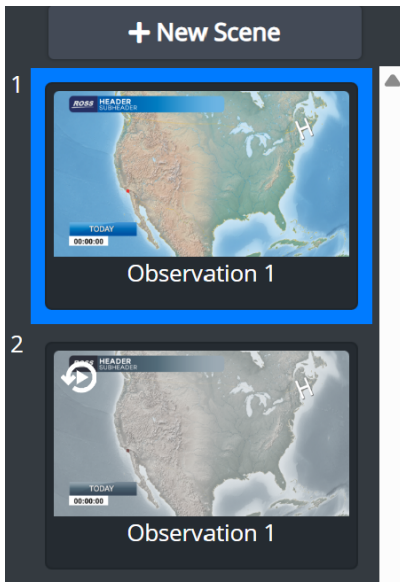 + New Scene
1
ROSS HEADER
SUBHEADER
H
TODAY
00:00:00
Observation 1
2
ROSS HEADER
SUBHEADER
H
TODAY
00:00:00
Observation 1